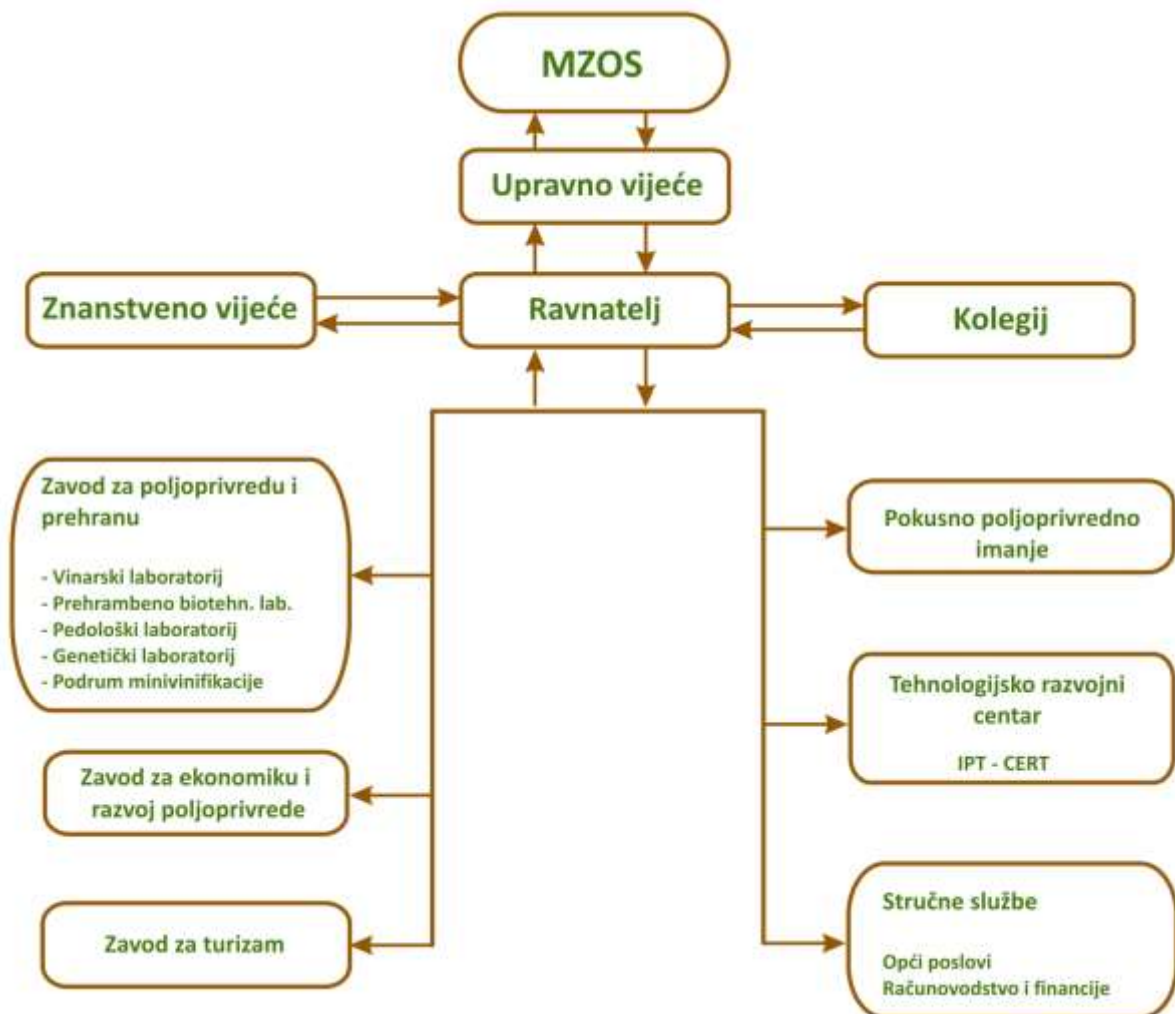 MZOS
Upravno vijeće
Znanstveno vijeće
Ravnatelj
Kolegij
Zavod za poljoprivredu i
prehranu
- Vinarski laboratorij
- Prehrambeno biotehn. lab.
- Pedološki laboratorij
- Genetički laboratorij
- Podrum minivinifikacije
Zavod za ekonomiku i
razvoj poljoprivrede
Zavod za turizam
Pokusno poljoprivredno
imanje
Tehnologijsko razvojni
centar
IPT - CERT
Stručne službe
Opći poslovi
Računovodstvo i financije